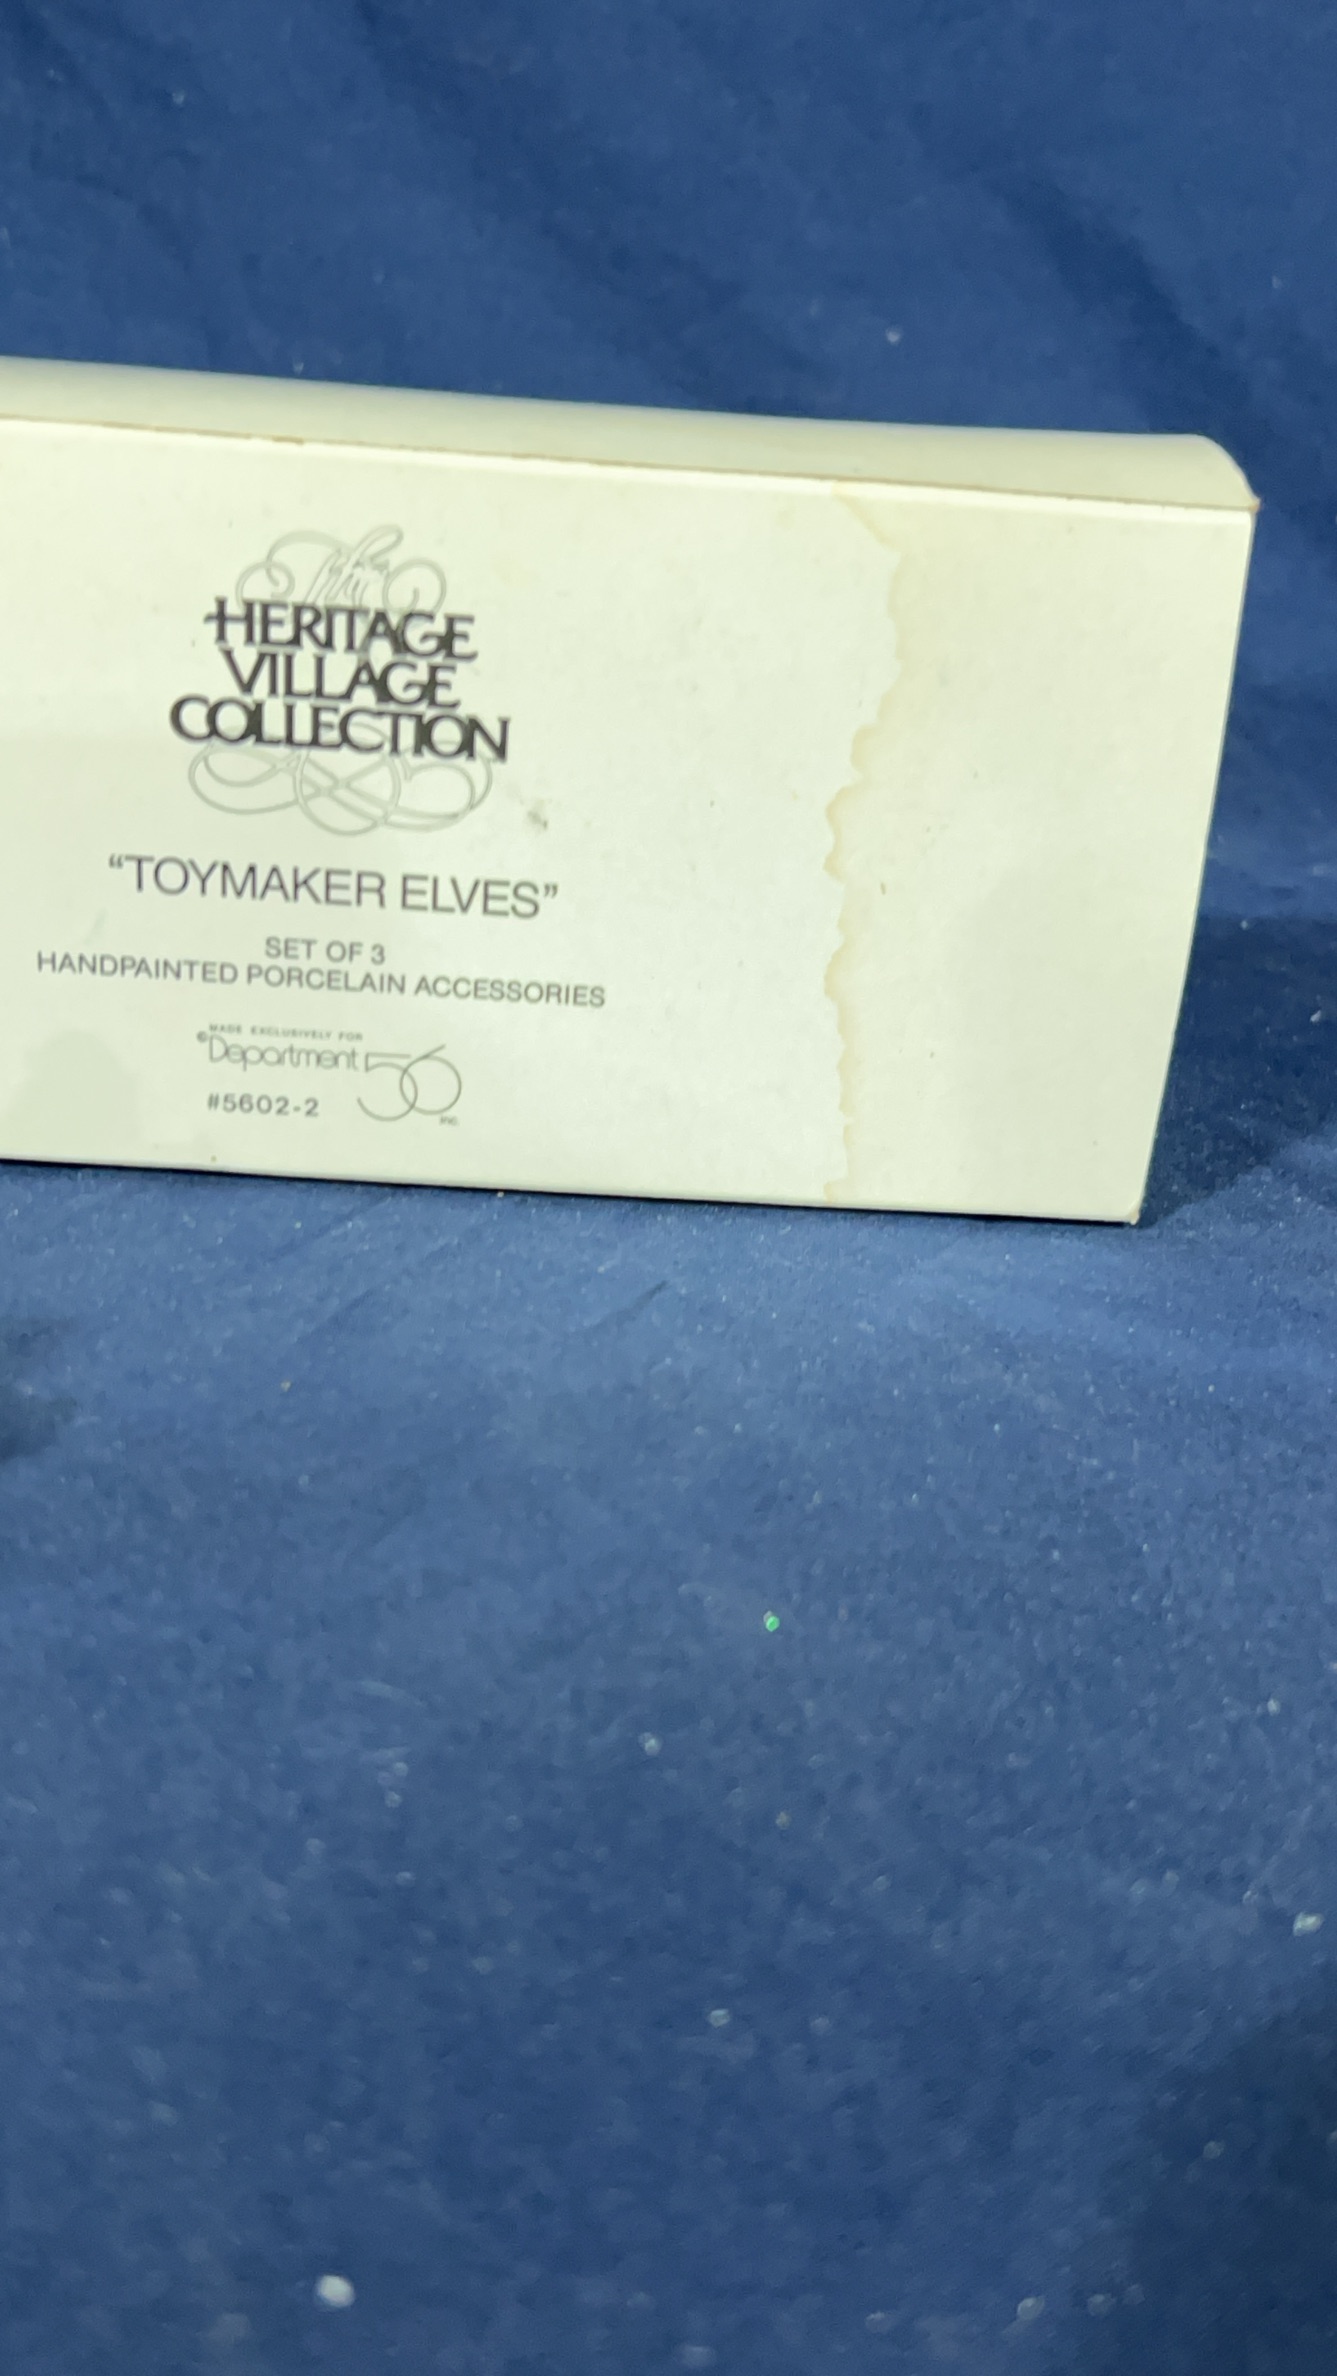 The
HERITAGE
VILLAGE
COLLECTION
“TOYMAKER ELVES”
SET OF 3
HANDPAINTED PORCELAIN ACCESSORIES
MADE EXCLUSIVELY FOR
©Department 56
#5602-2 INC.